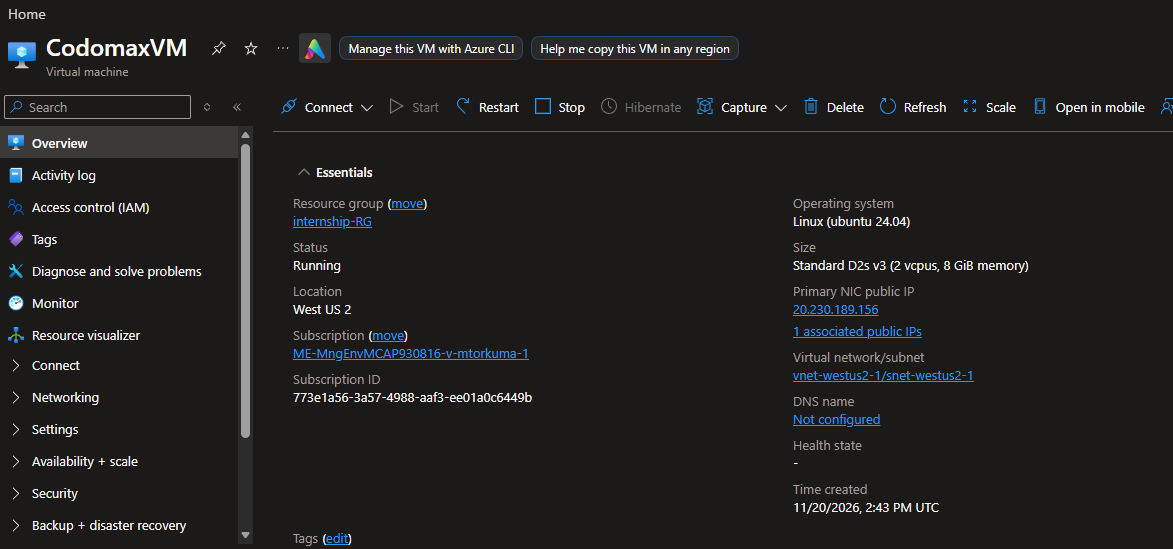 Home
CodomaxVM
Virtual machine
Manage this VM with Azure CLI
Help me copy this VM in any region
Search
Connect
Start
Restart
Stop
Hibernate
Capture
Delete
Refresh
Scale
Open in mobile
Overview
Activity log
Access control (IAM)
Tags
Diagnose and solve problems
Monitor
Resource visualizer
Connect
Networking
Settings
Availability + scale
Security
Backup + disaster recovery
Essentials
Resource group (move)
internship-RG
Status
Running
Location
West US 2
Subscription (move)
ME-MngEnvMCAP930816-v-mtorkuma-1
Subscription ID
773e1a56-3a57-4988-aaf3-ee01a0c6449b
Operating system
Linux (ubuntu 24.04)
Size
Standard D2s v3 (2 vcpus, 8 GiB memory)
Primary NIC public IP
20.230.189.156
1 associated public IPs
Virtual network/subnet
vnet-westus2-1/snet-westus2-1
DNS name
Not configured
Health state
-
Time created
11/20/2026, 2:43 PM UTC
Tags (edit)